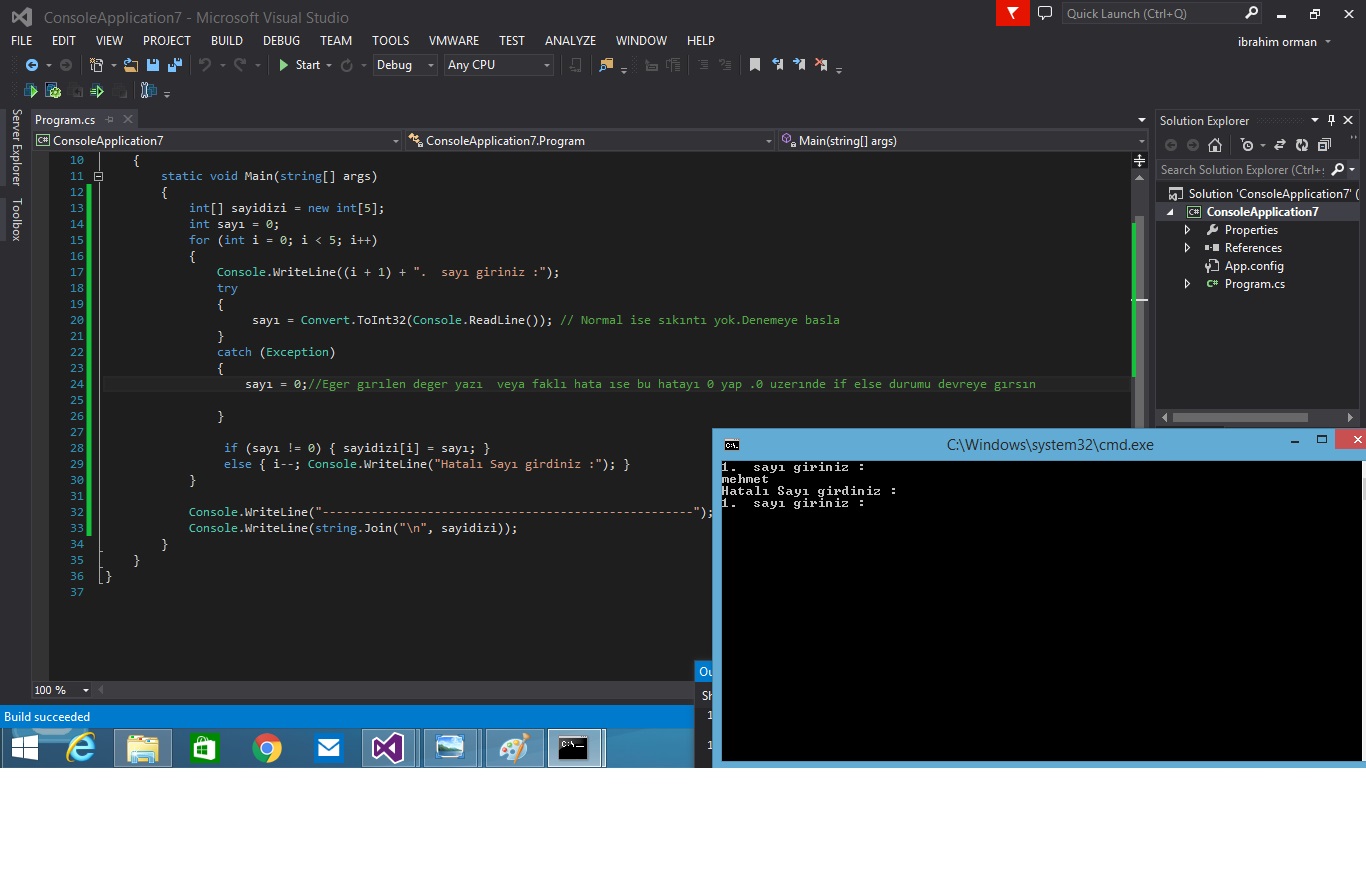 ConsoleApplication7 - Microsoft Visual Studio
Quick Launch (Ctrl+Q)
FILE EDIT VIEW PROJECT BUILD DEBUG TEAM TOOLS VMWARE TEST ANALYZE WINDOW HELP
ibrahim orman
Start Debug Any CPU
Server Explorer
Toolbox
Program.cs
C# ConsoleApplication7
ConsoleApplication7.Program
Main(string[] args)
10 {
11 static void Main(string[] args)
12 {
13 int[] sayidizi = new int[5];
14 int sayı = 0;
15 for (int i = 0; i < 5; i++)
16 {
17 Console.WriteLine((i + 1) + ".  sayı giriniz :");
18 try
19 {
20 sayı = Convert.ToInt32(Console.ReadLine()); // Normal ise sıkıntı yok.Denemeye basla
21 }
22 catch (Exception)
23 {
24 sayı = 0;//Eger gırılen deger yazı  veya faklı hata ıse bu hatayı 0 yap .0 uzerınde if else durumu devreye gırsın
25
26 }
27
28 if (sayı != 0) { sayidizi[i] = sayı; }
29 else { i--; Console.WriteLine("Hatalı Sayı girdiniz :"); }
30 }
31
32 Console.WriteLine("-----------------------------------------------------");
33 Console.WriteLine(string.Join("\n", sayidizi));
34 }
35 }
36 }
37
100 %
Build succeeded
Solution Explorer
Search Solution Explorer (Ctrl+;
Solution 'ConsoleApplication7' (
C# ConsoleApplication7
Properties
References
App.config
C# Program.cs
C:\Windows\system32\cmd.exe
1.  sayı giriniz :
mehmet
Hatalı Sayı girdiniz :
1.  sayı giriniz :